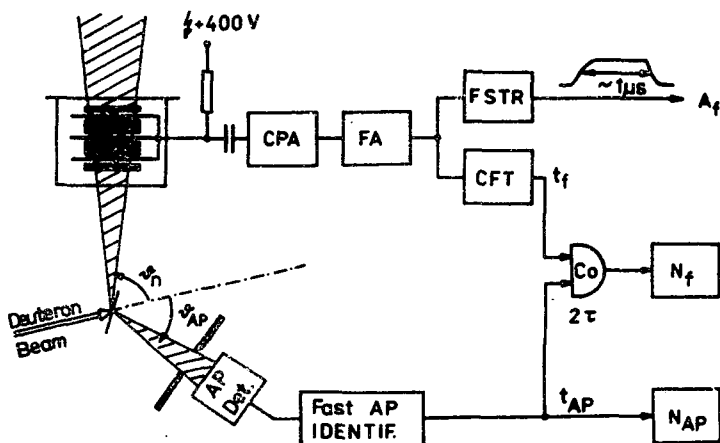 +400 V
CPA
FA
FSTR
~1µs
A_f
CFT
t_f
Co
2τ
N_f
ϑ_n
ϑ_AP
Deuteron
Beam
AP
Det.
Fast AP
IDENTIF.
t_AP
N_AP